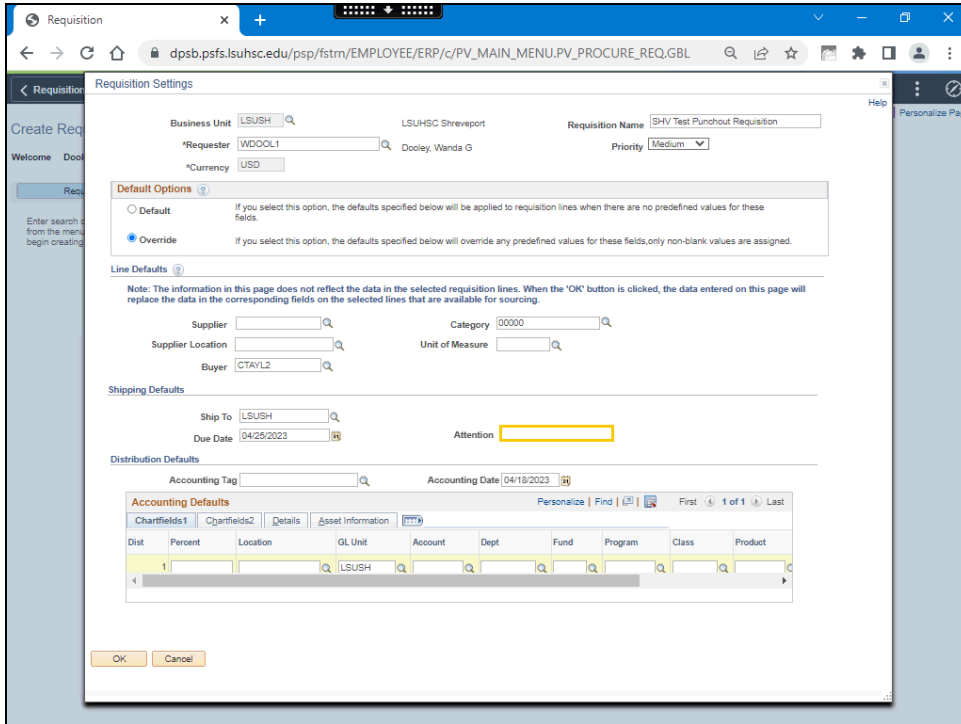 Requisition
dpsb.psfs.lsuhsc.edu/psp/fstrn/EMPLOYEE/ERP/c/PV_MAIN_MENU.PV_PROCURE_REQ.GBL
Requisition
Requisition Settings
Help
Personalize Pa
Create Req
Welcome Dool
Requ
Enter search c
from the menu
begin creating
Business Unit LSUSH LSUHSC Shreveport Requisition Name SHV Test Punchout Requisition
*Requester WDOOL1 Dooley, Wanda G Priority Medium
*Currency USD
Default Options
Default If you select this option, the defaults specified below will be applied to requisition lines when there are no predefined values for these
fields.
Override If you select this option, the defaults specified below will override any predefined values for these fields,only non-blank values are assigned.
Line Defaults
Note: The information in this page does not reflect the data in the selected requisition lines. When the 'OK' button is clicked, the data entered on this page will
replace the data in the corresponding fields on the selected lines that are available for sourcing.
Supplier Category 00000
Supplier Location Unit of Measure
Buyer CTAYL2
Shipping Defaults
Ship To LSUSH
Due Date 04/25/2023 Attention
Distribution Defaults
Accounting Tag Accounting Date 04/18/2023
Accounting Defaults Personalize | Find | First 1 of 1 Last
Chartfields1 Chartfields2 Details Asset Information
Dist Percent Location GL Unit Account Dept Fund Program Class Product
1 LSUSH
OK Cancel